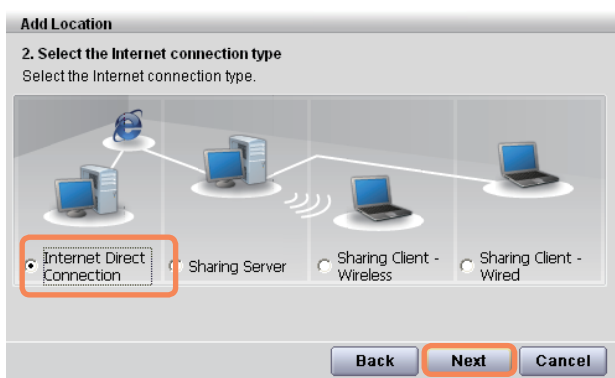 Add Location
2. Select the Internet connection type
Select the Internet connection type.
Internet Direct
Connection
Sharing Server
Sharing Client -
Wireless
Sharing Client -
Wired
Back
Next
Cancel